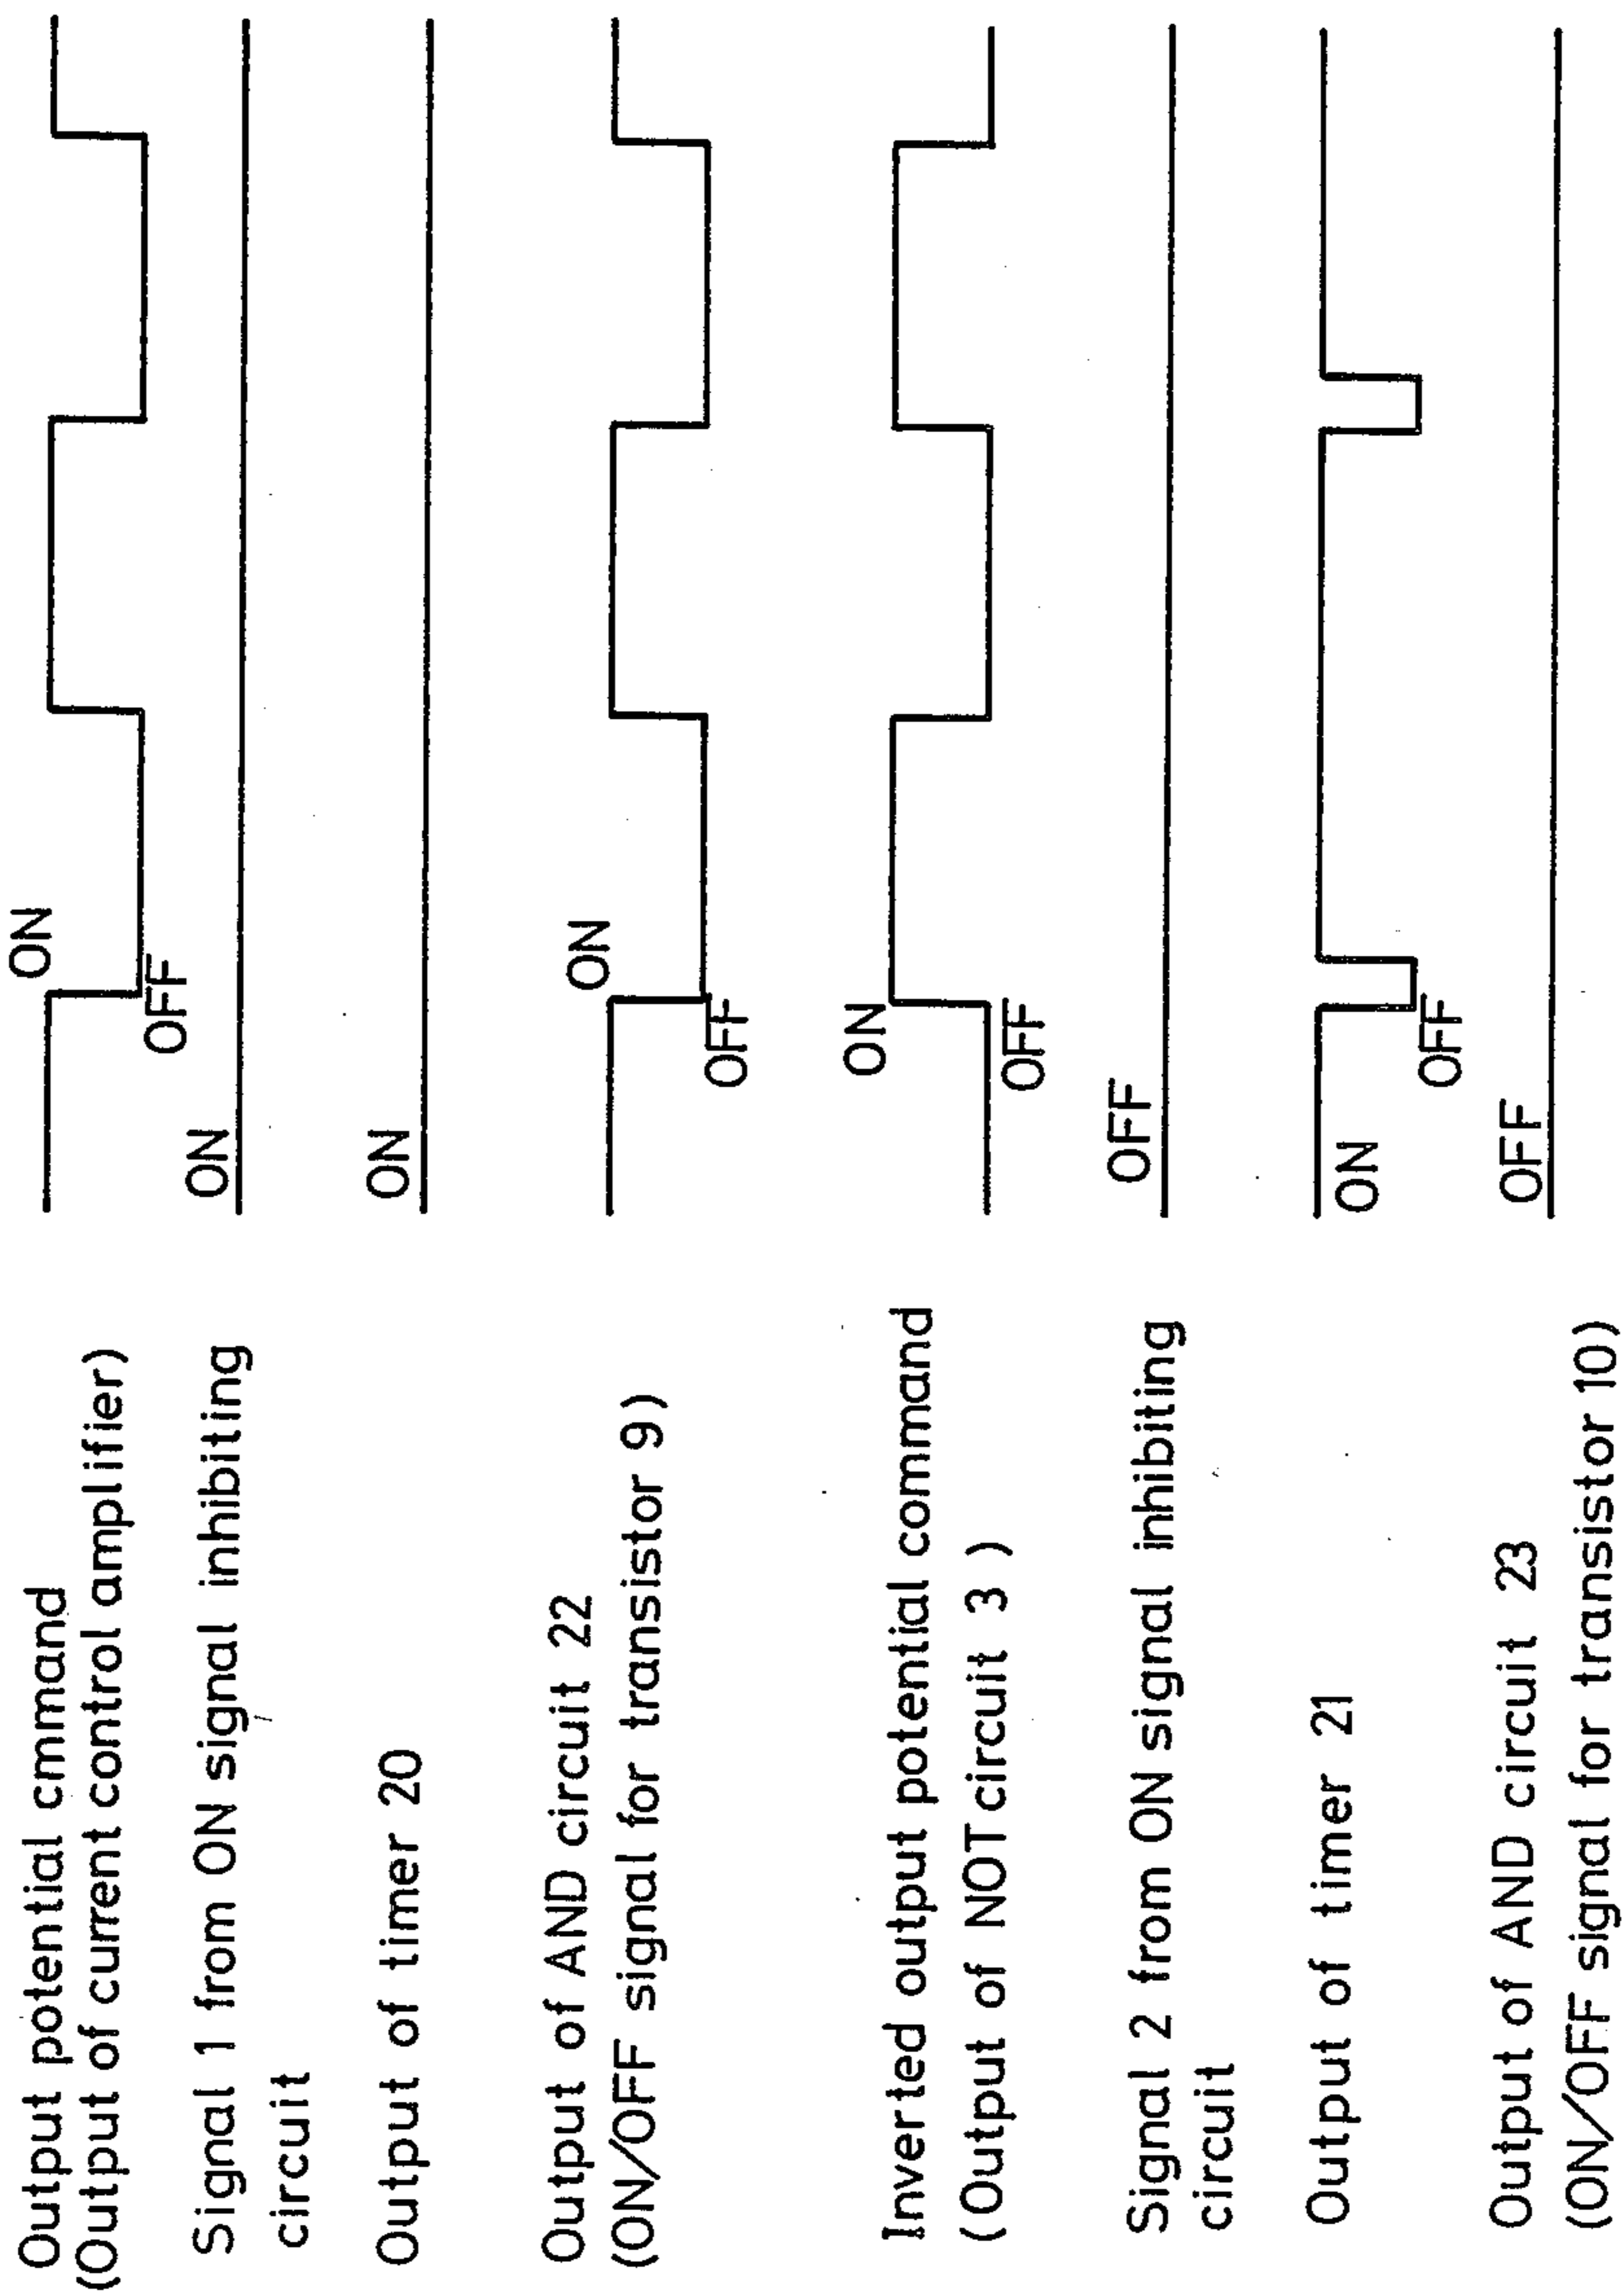 Output potential cmmand
(Output of current control amplifier)
ON
OFF
Signal 1 from ON signal inhibiting
circuit
ON
Output of timer 20
ON
Output of AND circuit 22
(ON/OFF signal for transistor 9)
ON
OFF
Inverted output potential command
(Output of NOT circuit 3 )
ON
OFF
Signal 2 from ON signal inhibiting
circuit
OFF
Output of timer 21
ON
OFF
Output of AND circuit 23
(ON/OFF signal for transistor 10)
OFF